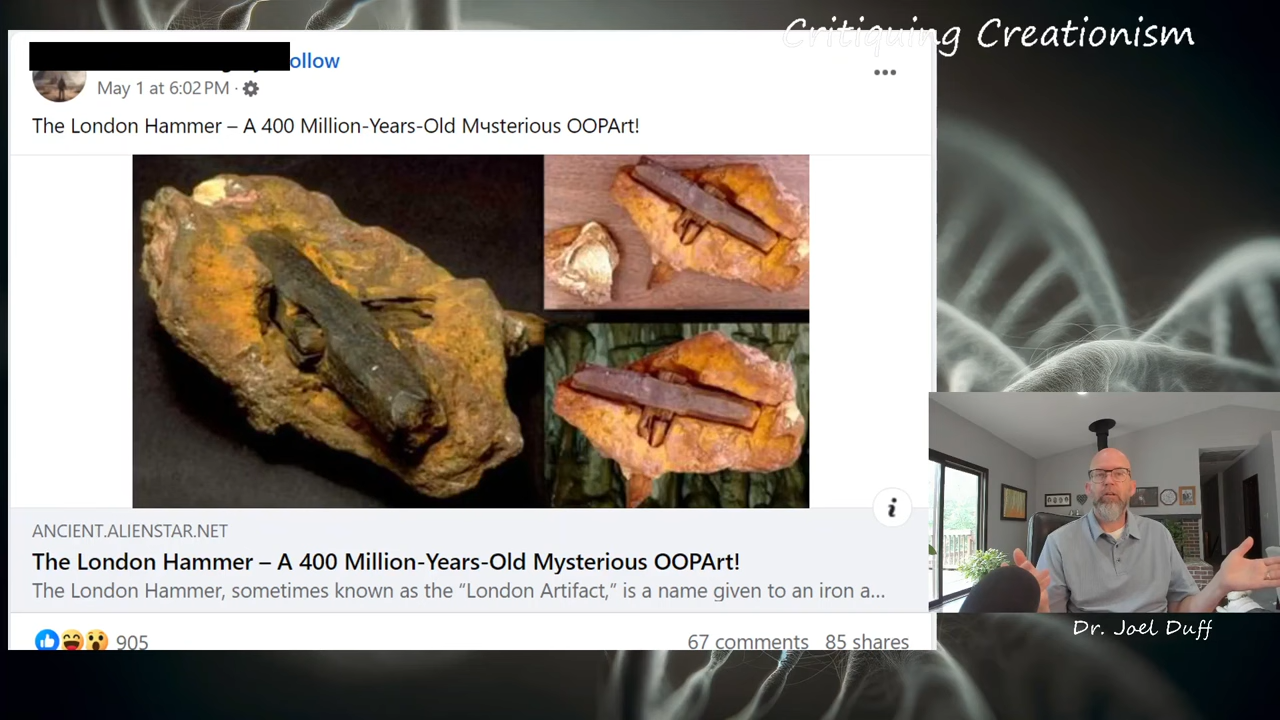 Critiquing Creationism
ollow
May 1 at 6:02 PM ·
The London Hammer – A 400 Million-Years-Old Mчsterious OOPArt!
i
ANCIENT.ALIENSTAR.NET
The London Hammer – A 400 Million-Years-Old Mysterious OOPArt!
The London Hammer, sometimes known as the “London Artifact,” is a name given to an iron a...
905
67 comments 85 shares
Dr. Joel Duff